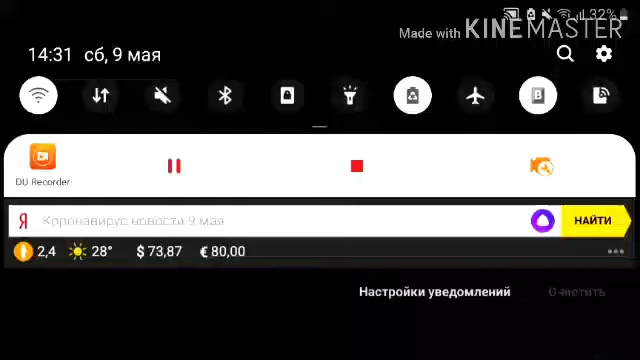 32%
Made with KINEMASTER
14:31 сб, 9 мая
B
DU Recorder
Я Коронавирус новости 9 мая НАЙТИ
2,4 28° $ 73,87 € 80,00
Настройки уведомлений Очистить